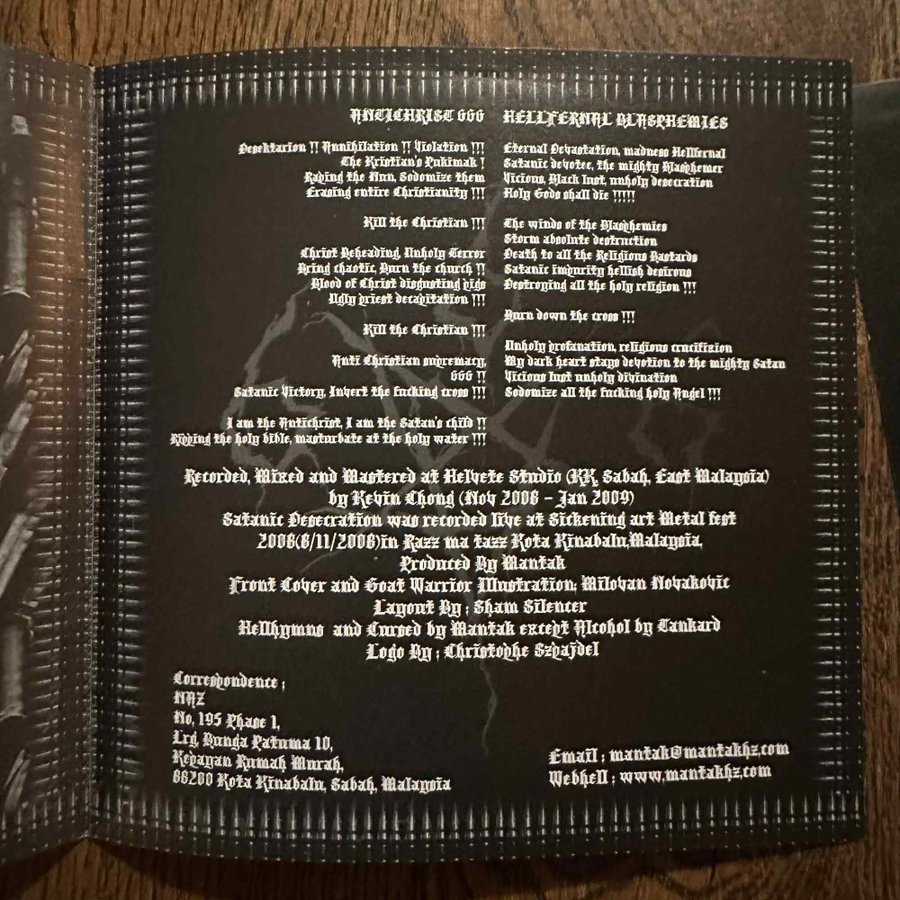 ANTICHRIST 666
Desektarion !! Annihilation !! Violation !!!
The Kristian's Pukimak !
Raping the Nun, Sodomize them
Erasing entire Christianity !!!
Kill the Christian !!!
Christ Beheading, Unholy Terror
Bring chaotic, Burn the church !!
Blood of Christ disgusting pigs
Ugly priest decapitation !!!
Kill the Christian !!!
Anti Christian supremacy,
666 !!
Satanic Victory, Invert the fucking cross !!!
I am the Antichrist, I am the Satan's child !!
Ripping the holy bible, masturbate at the holy water !!!
HELLFERNAL BLASPHEMIES
Eternal Devastation, madness Hellfernal
Satanic devotee, the mighty Blasphemer
Vicious, Black lust, unholy desecration
Holy Gods shall die !!!!!
The winds of the Blasphemies
Storm absolute destruction
Death to all the Religious Bastards
Satanic impurity hellish desirous
Destroying all the holy religion !!!
Burn down the cross !!!
Unholy profanation, religious crucifixion
My dark heart stays devotion to the mighty Satan
Vicious lust unholy divination
Sodomize all the fucking holy Angel !!!
Recorded, Mixed and Mastered at Helvete Studio (KK, Sabah, East Malaysia)
by Kevin Chong (Nov 2008 - Jan 2009)
Satanic Desecration was recorded live at Sickening art Metal fest
2008(8/11/2008)in Razz ma tazz Kota Kinabalu,Malaysia.
Produced By Mantak
Front Cover and Goat Warrior Illustration: Milovan Novakovic
Layout By : Sham Silencer
Hellhymns and Cursed by Mantak except Alcohol by Tankard
Logo By : Christophe Szpajdel
Correspondence :
NAZ
No, 195 Phase 1,
Lrg, Bunga Patuma 10,
Kepayan Rumah Murah,
88200 Kota Kinabalu, Sabah, Malaysia
Email : mantak@mantakhz.com
Webhell : www.mantakhz.com